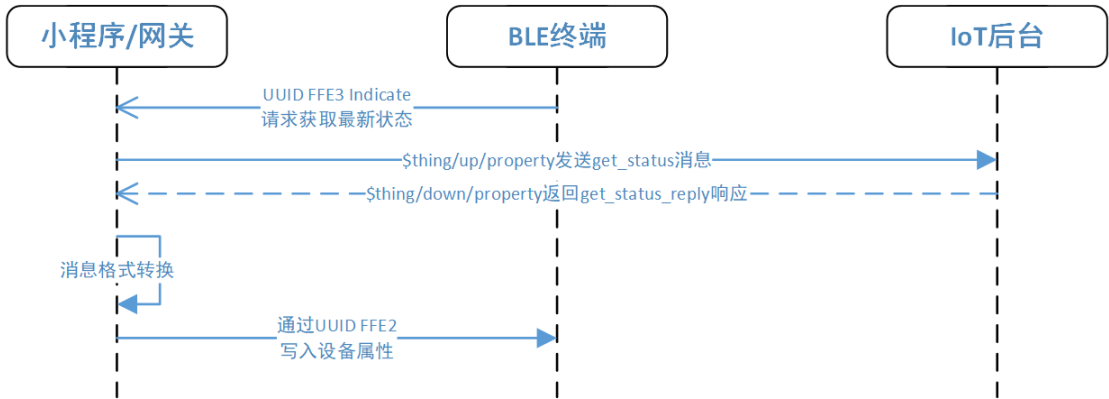 小程序/网关
BLE终端
IoT后台
UUID FFE3 Indicate
请求获取最新状态
$thing/up/property发送get_status消息
$thing/down/property返回get_status_reply响应
消息格式转换
通过UUID FFE2
写入设备属性